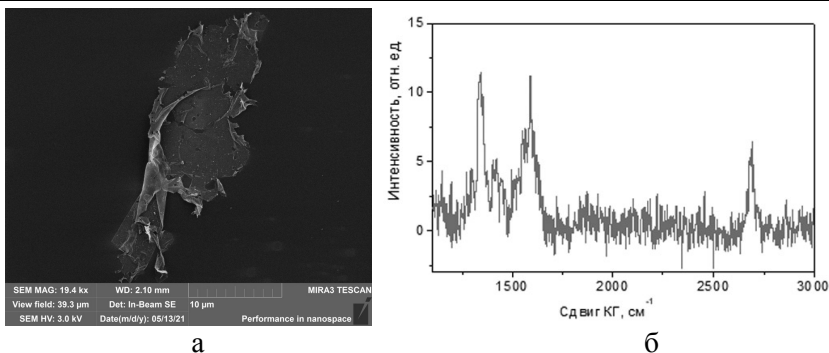 SEM MAG: 19.4 kx WD: 2.10 mm MIRA3 TESCAN
View field: 39.3 µm Det: In-Beam SE 10 µm
SEM HV: 3.0 kV Date(m/d/y): 05/13/21 Performance in nanospace
а
Интенсивность, отн. ед.
15
10
5
0
1500 2000 2500 3000
Сдвиг КГ, см⁻¹
б